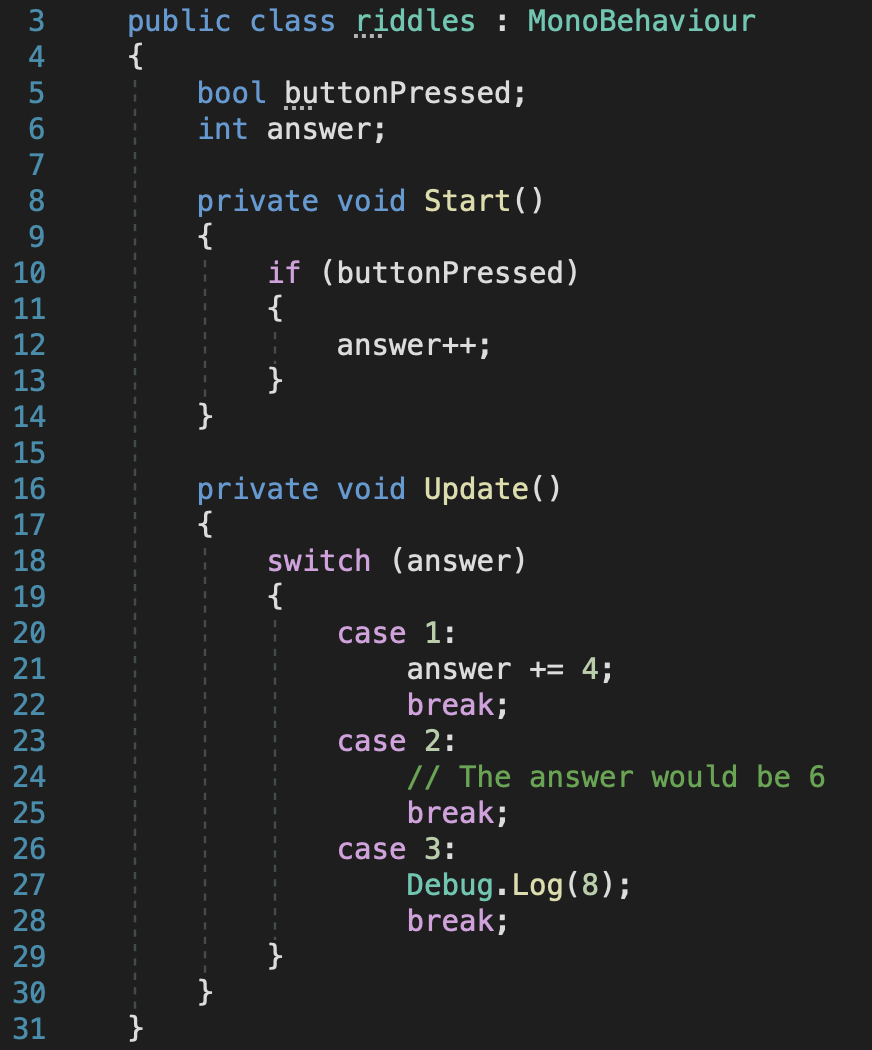 3 public class riddles : MonoBehaviour
4 {
5 bool buttonPressed;
6 int answer;
7
8 private void Start()
9 {
10 if (buttonPressed)
11 {
12 answer++;
13 }
14 }
15
16 private void Update()
17 {
18 switch (answer)
19 {
20 case 1:
21 answer += 4;
22 break;
23 case 2:
24 // The answer would be 6
25 break;
26 case 3:
27 Debug.Log(8);
28 break;
29 }
30 }
31 }